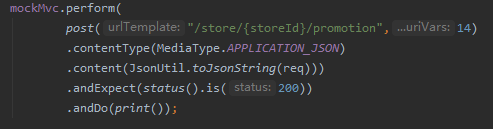 mockMvc.perform(
post( urlTemplate: "/store/{storeId}/promotion", ...uriVars: 14)
.contentType(MediaType.APPLICATION_JSON)
.content(JsonUtil.toJsonString(req)))
.andExpect(status().is( status: 200))
.andDo(print());